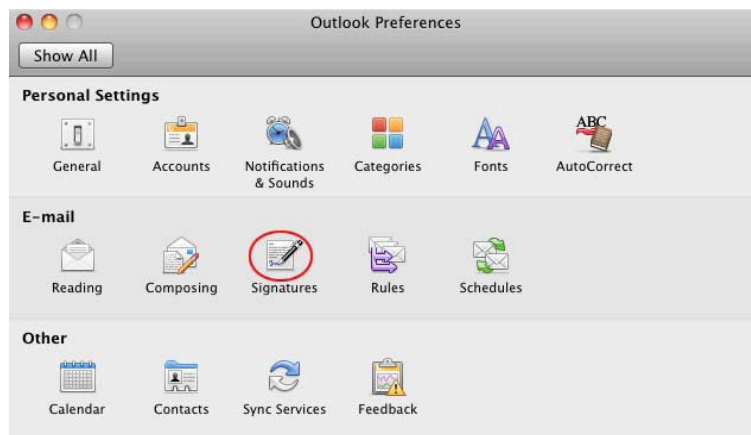 Outlook Preferences
Show All
Personal Settings
General
Accounts
Notifications
& Sounds
Categories
Fonts
ABC
AutoCorrect
E-mail
Reading
Composing
Signatures
Rules
Schedules
Other
Calendar
Contacts
Sync Services
Feedback